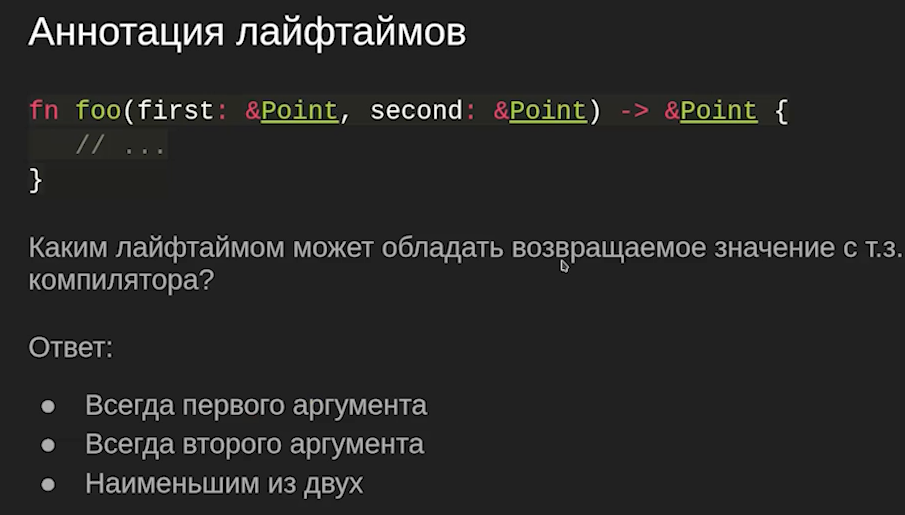 Аннотация лайфтаймов
fn foo(first: &Point, second: &Point) -> &Point {
// ...
}
Каким лайфтаймом может обладать возвращаемое значение с т.з.
компилятора?
Ответ:
● Всегда первого аргумента
● Всегда второго аргумента
● Наименьшим из двух